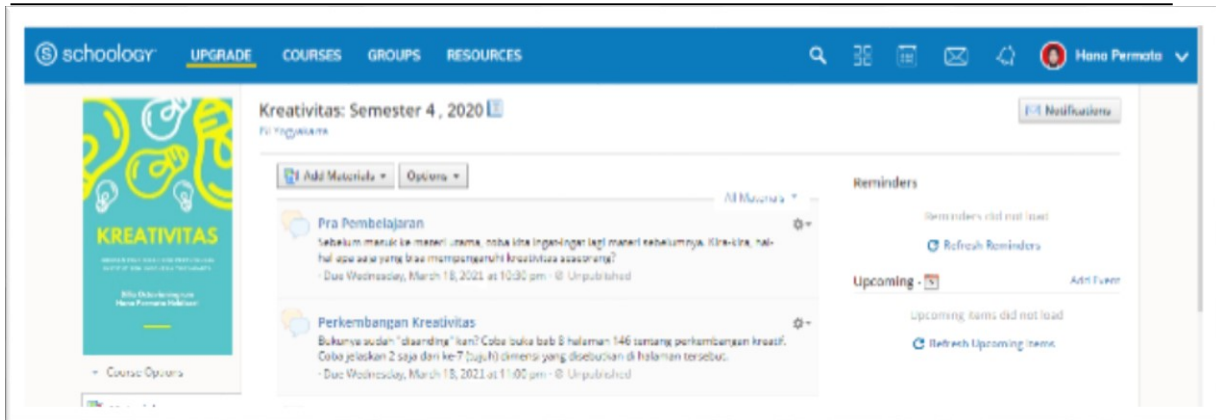 schoology UPGRADE COURSES GROUPS RESOURCES Hana Permata
Kreativitas: Semester 4 , 2020
Notifications
Add Materials Options
All Materials
KREATIVITAS
Pra Pembelajaran
Sebelum masuk ke materi utama, coba kita ingat-ingat lagi materi sebelumnya. Kira-kira, hal-
hal apa saja yang bisa mempengaruhi kreativitas seseorang?
Due Wednesday, March 18, 2021 at 10:30 pm · Unpublished
Perkembangan Kreativitas
Bukunya sudah "disanding" kan? Coba buka bab 8 halaman 146 tentang perkembangan kreatif.
Coba jelaskan 2 saja dari ke-7 (tujuh) dimensi yang disebutkan di halaman tersebut.
Due Wednesday, March 18, 2021 at 11:00 pm · Unpublished
Course Options
Reminders
Reminders did not load
Refresh Reminders
Upcoming · Add Event
Upcoming items did not load
Refresh Upcoming Items